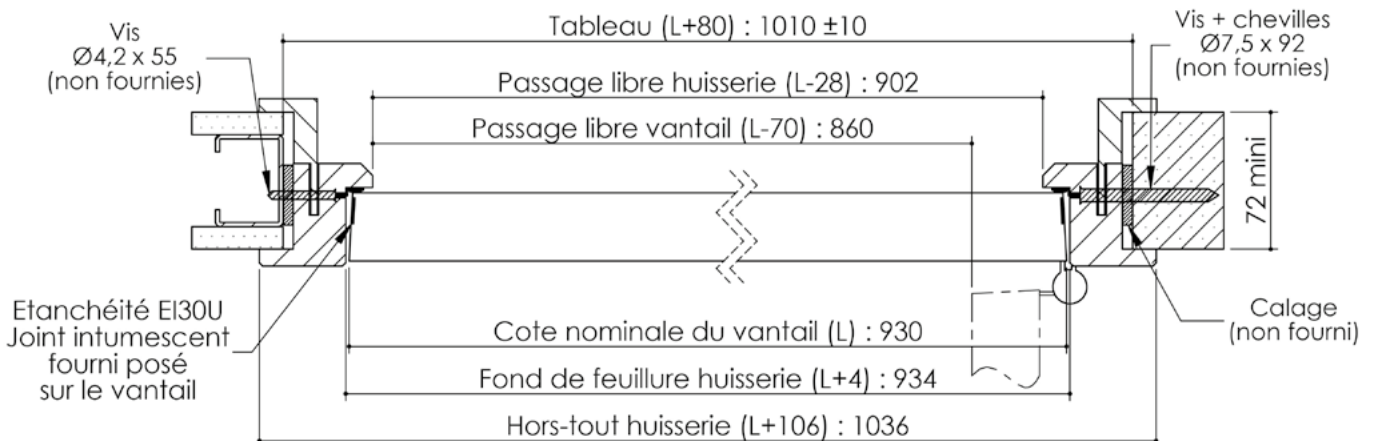 Vis
Ø4,2 x 55
(non fournies)
Tableau (L+80) : 1010 ±10
Vis + chevilles
Ø7,5 x 92
(non fournies)
Passage libre huisserie (L-28) : 902
Passage libre vantail (L-70) : 860
72 mini
Etanchéité EI30U
Joint intumescent
fourni posé
sur le vantail
Calage
(non fourni)
Cote nominale du vantail (L) : 930
Fond de feuillure huisserie (L+4) : 934
Hors-tout huisserie (L+106) : 1036